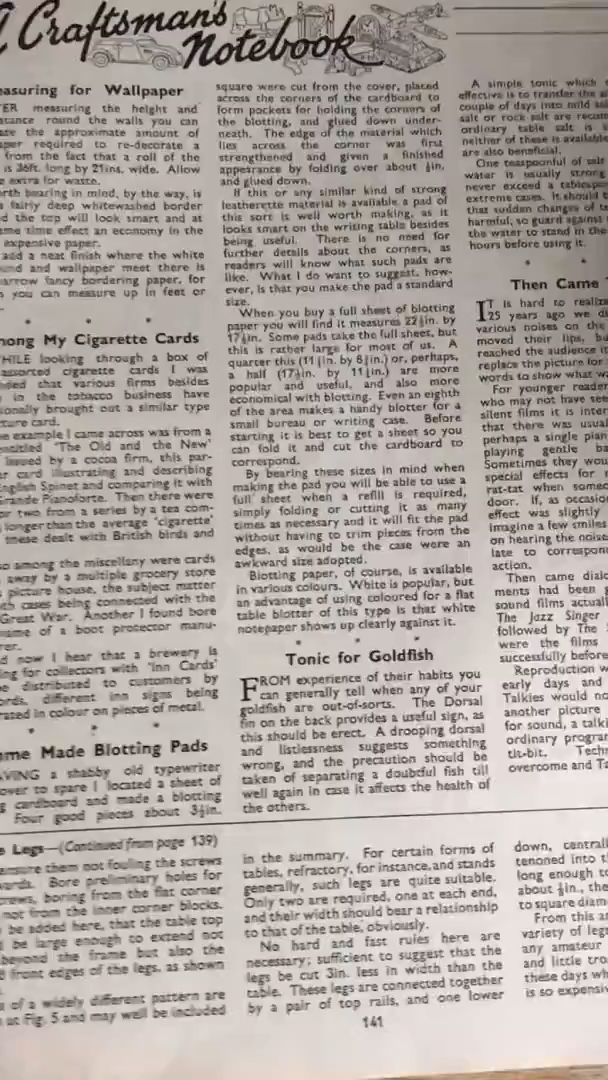 Craftsman's
Notebook
asuring for Wallpaper
ER measuring the height and
stance round the walls you can
te the approximate amount of
per required to re-decorate a
from the fact that a roll of the
is 36ft. long by 21ins. wide. Allow
extra for waste.
rth bearing in mind, by the way, is
fairly deep whitewashed border
d the top will look smart and at
me time effect an economy in the
expensive paper.
add a neat finish where the white
und and wallpaper meet there is
arrow fancy bordering paper, for
you can measure up in feet or
ong My Cigarette Cards
HILE looking through a box of
assorted cigarette cards I was
nded that various firms besides
in the tobacco business have
ionally brought out a similar type
ture card.
e example I came across was from a
entitled 'The Old and the New'
issued by a cocoa firm, this par-
r card illustrating and describing
nglish Spinet and comparing it with
rande Pianoforte. Then there were
or two from a series by a tea com-
longer than the average 'cigarette'
these dealt with British birds and
so among the miscellany were cards
away by a multiple grocery store
picture house, the subject matter
th cases being connected with the
Great War. Another I found bore
ame of a boot protector manu-
rer.
d now I hear that a brewery is
ing for collectors with 'Inn Cards'
e distributed to customers by
ords, different inn signs being
rated in colour on pieces of metal.
me Made Blotting Pads
AVING a shabby old typewriter
over to spare I located a sheet of
g cardboard and made a blotting
Four good pieces about 3½in.
square were cut from the cover, placed
across the corners of the cardboard to
form pockets for holding the corners of
the blotting, and glued down under-
neath. The edge of the material which
lies across the corner was first
strengthened and given a finished
appearance by folding over about ½in.
and glued down.
If this or any similar kind of strong
leatherette material is available a pad of
this sort is well worth making, as it
looks smart on the writing table besides
being useful. There is no need for
further details about the corners, as
readers will know what such pads are
like. What I do want to suggest, how-
ever, is that you make the pad a standard
size.
When you buy a full sheet of blotting
paper you will find it measures 22½in. by
17½in. Some pads take the full sheet, but
this is rather large for most of us. A
quarter this (11¼in. by 8¾in.) or, perhaps,
a half (17½in. by 11¼in.) are more
popular and useful, and also more
economical with blotting. Even an eighth
of the area makes a handy blotter for a
small bureau or writing case. Before
starting it is best to get a sheet so you
can fold it and cut the cardboard to
correspond.
By bearing these sizes in mind when
making the pad you will be able to use a
full sheet when a refill is required,
simply folding or cutting it as many
times as necessary and it will fit the pad
without having to trim pieces from the
edges, as would be the case were an
awkward size adopted.
Blotting paper, of course, is available
in various colours. White is popular, but
an advantage of using coloured for a flat
table blotter of this type is that white
notepaper shows up clearly against it.
Tonic for Goldfish
FROM experience of their habits you
can generally tell when any of your
goldfish are out-of-sorts. The Dorsal
fin on the back provides a useful sign, as
this should be erect. A drooping dorsal
and listlessness suggests something
wrong, and the precaution should be
taken of separating a doubtful fish till
well again in case it affects the health of
the others.
A simple tonic which
effective is to transfer the
couple of days into mild sal
salt or rock salt are recom
ordinary table salt is
neither of these is available
are also beneficial.
One teaspoonful of salt
water is usually strong
never exceed a tablespo
extreme cases. It should
that sudden changes of te
harmful, so guard against
the water to stand in the
hours before using it.
Then Came
IT is hard to realize
25 years ago we di
various noises on the
moved their lips, bu
reached the audience it
replace the picture for
words to show what wa
For younger reader
who may not have see
silent films it is inter
that there was usual
perhaps a single pian
playing gentle ba
Sometimes they wou
special effects for
rat-tat when someo
door. If, as occasion
effect was slightly
imagine a few smiles
on hearing the noise
late to correspon
action.
Then came dialo
ments had been
sound films actuall
The Jazz Singer
followed by The
were the films
successfully before
Reproduction w
early days and
Talkies would no
another picture
for sound, a talki
ordinary program
tit-bit. Techn
overcome and Ta
e Legs—(Continued from page 139)
ensure them not fouling the screws
wards. Bore preliminary holes for
crews, boring from the flat corner
not from the inner corner blocks.
be added here, that the table top
d be large enough to extend not
beyond the frame but also the
d front edges of the legs, as shown
s of a widely different pattern are
at Fig. 5 and may well be included
in the summary. For certain forms of
tables, refractory, for instance, and stands
generally, such legs are quite suitable.
Only two are required, one at each end,
and their width should bear a relationship
to that of the table, obviously.
No hard and fast rules here are
necessary; sufficient to suggest that the
legs be cut 3in. less in width than the
table. These legs are connected together
by a pair of top rails, and one lower
down, centrall
tenoned into th
long enough to
about ½in., the
to square diam
From this ar
variety of legs
any amateur
and little tro
these days wh
is so expensiv
141